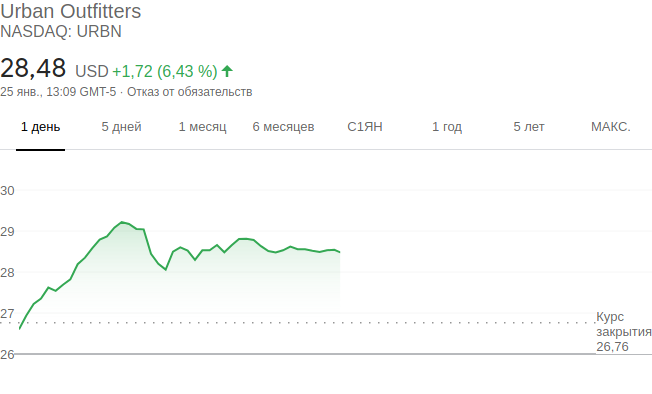 Urban Outfitters
NASDAQ: URBN
28,48 USD +1,72 (6,43 %)
25 янв., 13:09 GMT-5 · Отказ от обязательств
1 день 5 дней 1 месяц 6 месяцев С1ЯН 1 год 5 лет МАКС.
30
29
28
27
Курс
закрытия
26,76
26